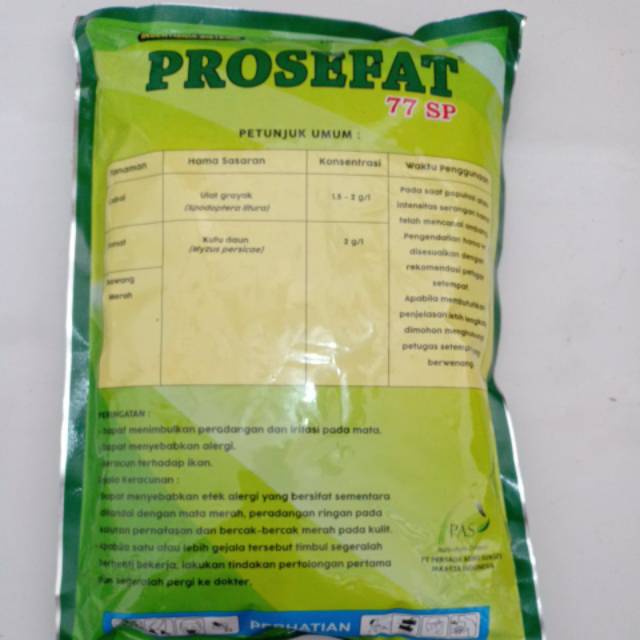 PROSEFAT
77 SP
PETUNJUK UMUM :
Hama Sasaran
Konsentrasi
Waktu Penggunaan
Ulat grayak
(Spodoptera litura)
1.5 - 2 g/l
Pada saat populasi atau
intensitas serangan hama
telah mencapai ambang
Pengendalian hama
disesuaikan dengan
rekomendasi petugas
setempat
Kutu daun
(Myzus persicae)
2 g/l
Bawang
Merah
Apabila membutuhkan
penjelasan lebih lengkap
dimohon menghubungi
petugas setempat
berwenang
PERINGATAN :
- Dapat menimbulkan peradangan dan iritasi pada mata.
- Dapat menyebabkan alergi.
- Beracun terhadap ikan.
Gejala Keracunan :
Dapat menyebabkan efek alergi yang bersifat sementara
ditandai dengan mata merah, peradangan ringan pada
saluran pernafasan dan bercak-bercak merah pada kulit.
Apabila satu atau lebih gejala tersebut timbul segeralah
berhenti bekerja, lakukan tindakan pertolongan pertama
dan segeralah pergi ke dokter.
PAS
JAKARTA INDONESIA
PERHATIAN